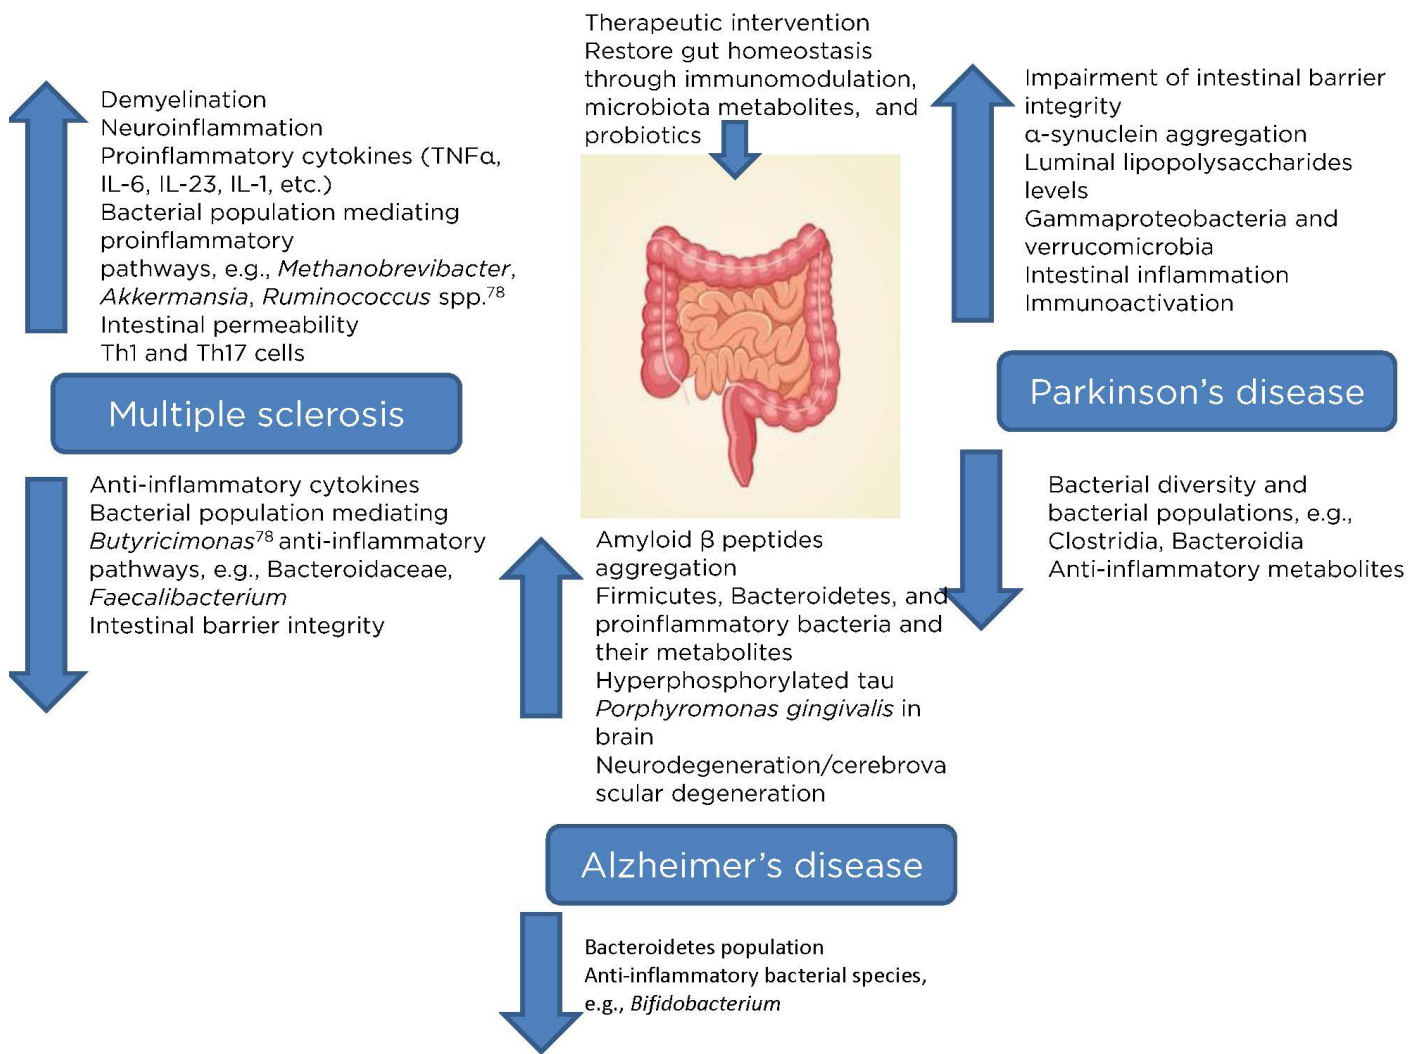 Therapeutic intervention
Restore gut homeostasis
through immunomodulation,
microbiota metabolites, and
probiotics
Demyelination
Neuroinflammation
Proinflammatory cytokines (TNFα,
IL-6, IL-23, IL-1, etc.)
Bacterial population mediating
proinflammatory
pathways, e.g., Methanobrevibacter,
Akkermansia, Ruminococcus spp.⁷⁸
Intestinal permeability
Th1 and Th17 cells
Multiple sclerosis
Anti-inflammatory cytokines
Bacterial population mediating
Butyricimonas⁷⁸ anti-inflammatory
pathways, e.g., Bacteroidaceae,
Faecalibacterium
Intestinal barrier integrity
Impairment of intestinal barrier
integrity
α-synuclein aggregation
Luminal lipopolysaccharides
levels
Gammaproteobacteria and
verrucomicrobia
Intestinal inflammation
Immunoactivation
Parkinson’s disease
Bacterial diversity and
bacterial populations, e.g.,
Clostridia, Bacteroidia
Anti-inflammatory metabolites
Amyloid β peptides
aggregation
Firmicutes, Bacteroidetes, and
proinflammatory bacteria and
their metabolites
Hyperphosphorylated tau
Porphyromonas gingivalis in
brain
Neurodegeneration/cerebrova
scular degeneration
Alzheimer’s disease
Bacteroidetes population
Anti-inflammatory bacterial species,
e.g., Bifidobacterium